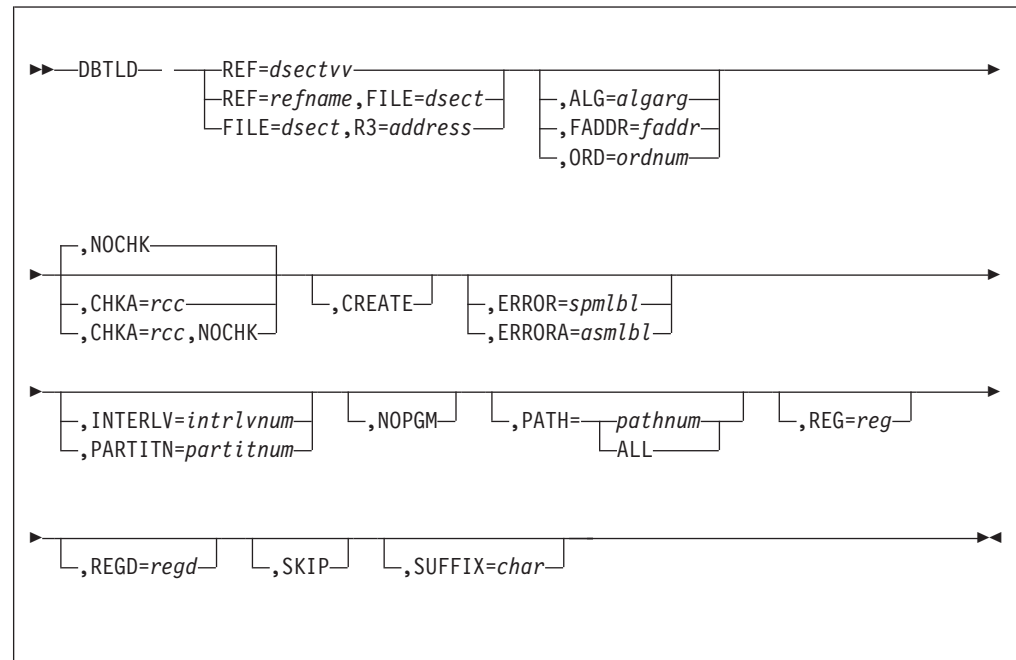 DBTLD REF=dsectvv
REF=refname,FILE=dsect ,ALG=algarg
FILE=dsect,R3=address ,FADDR=faddr
,ORD=ordnum
,NOCHK
,CHKA=rcc ,CREATE ,ERROR=spmlbl
,CHKA=rcc,NOCHK ,ERRORA=asmlbl
,INTERLV=intrlvnum ,NOPGM ,PATH= pathnum ,REG=reg
,PARTITN=partitnum ALL
,REGD=regd ,SKIP ,SUFFIX=char